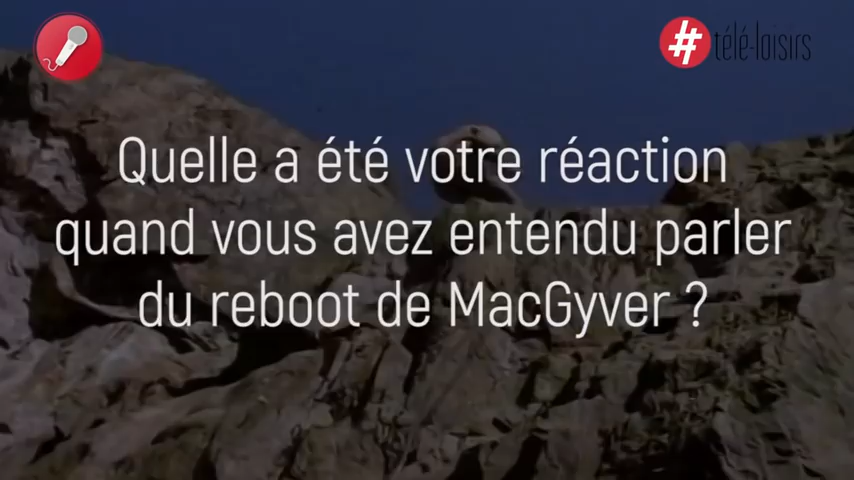 #télé-loisirs
Quelle a été votre réaction
quand vous avez entendu parler
du reboot de MacGyver ?